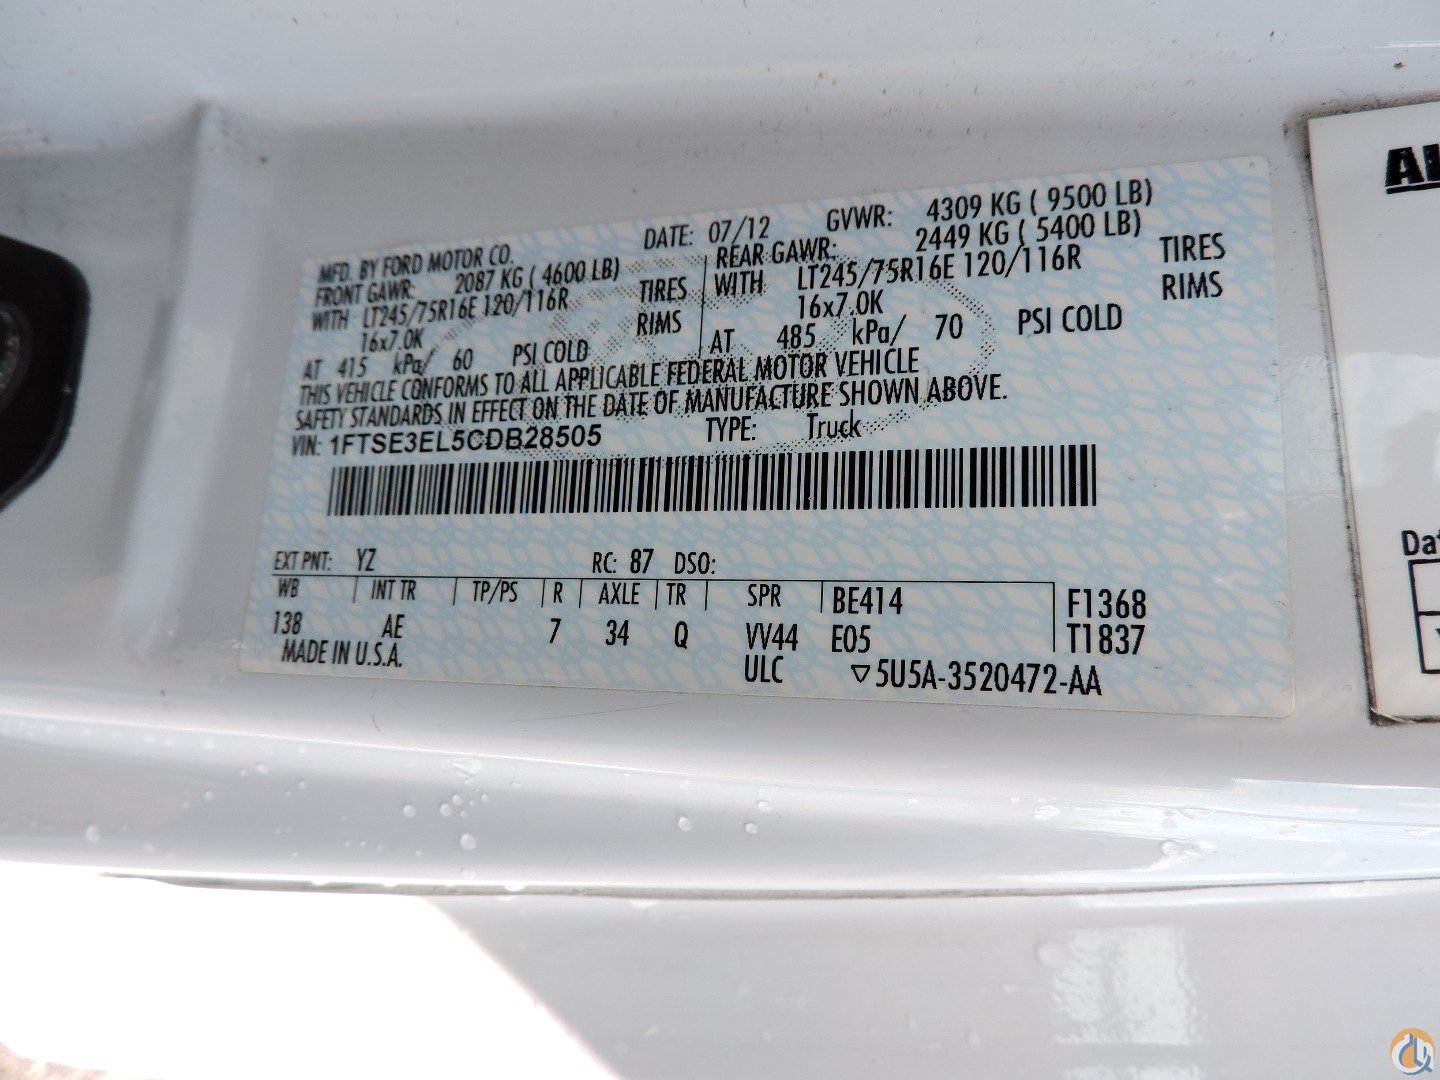 MFD. BY FORD MOTOR CO.
DATE: 07/12 GVWR: 4309 KG ( 9500 LB)
FRONT GAWR: 2087 KG ( 4600 LB) REAR GAWR: 2449 KG ( 5400 LB)
WITH LT245/75R16E 120/116R TIRES WITH LT245/75R16E 120/116R TIRES
16x7.0K RIMS 16x7.0K RIMS
AT 415 kPa/ 60 PSI COLD AT 485 kPa/ 70 PSI COLD
THIS VEHICLE CONFORMS TO ALL APPLICABLE FEDERAL MOTOR VEHICLE
SAFETY STANDARDS IN EFFECT ON THE DATE OF MANUFACTURE SHOWN ABOVE.
VIN: 1FTSE3EL5CDB28505 TYPE: Truck
EXT PNT: YZ RC: 87 DSO:
WB INT TR TP/PS R AXLE TR SPR BE414 F1368
138 AE 7 34 Q VV44 E05 T1837
MADE IN U.S.A. ULC ▽5U5A-3520472-AA